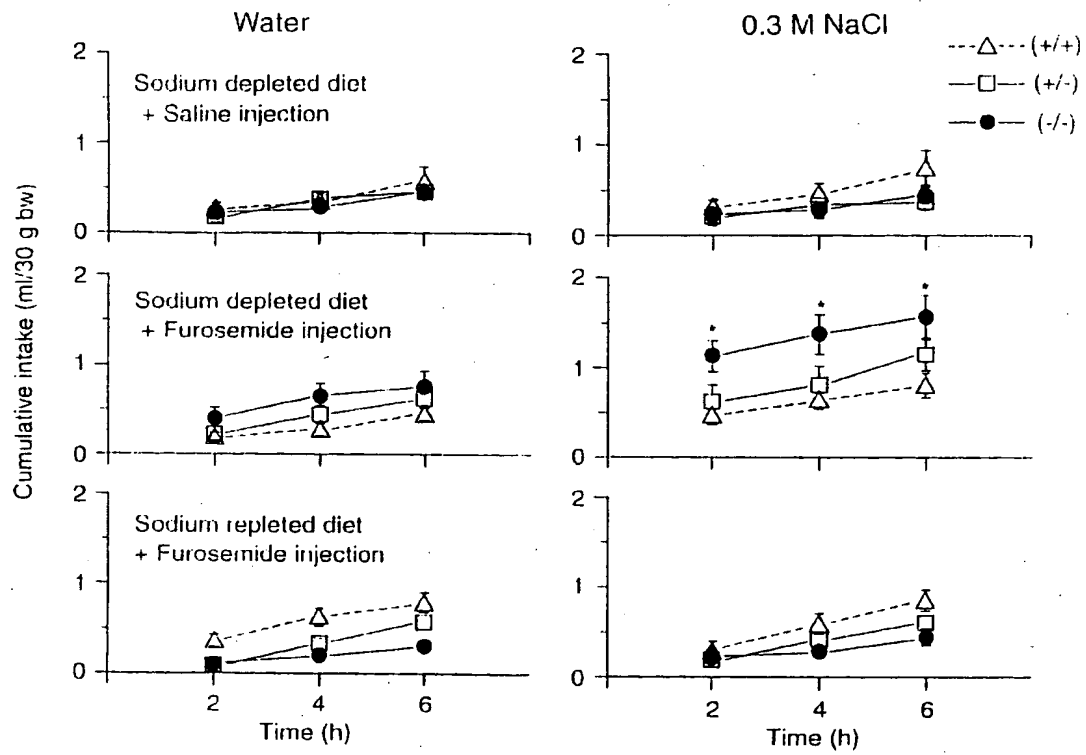 Water
0.3 M NaCl
(+/+)
(+/-)
(-/-)
Cumulative intake (ml/30 g bw)
2
Sodium depleted diet
+ Saline injection
1
0
2
1
0
2
Sodium depleted diet
+ Furosemide injection
1
0
2
*
*
*
1
0
2
Sodium repleted diet
+ Furosemide injection
1
0
2
1
0
2 4 6
Time (h)
2 4 6
Time (h)